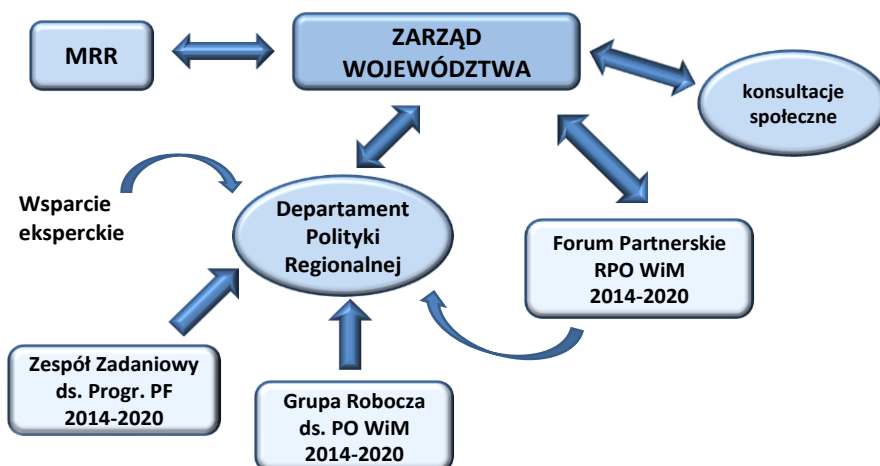 MRR
ZARZĄD
WOJEWÓDZTWA
konsultacje
społeczne
Wsparcie
eksperckie
Departament
Polityki
Regionalnej
Forum Partnerskie
RPO WiM
2014-2020
Zespół Zadaniowy
ds. Progr. PF
2014-2020
Grupa Robocza
ds. PO WiM
2014-2020